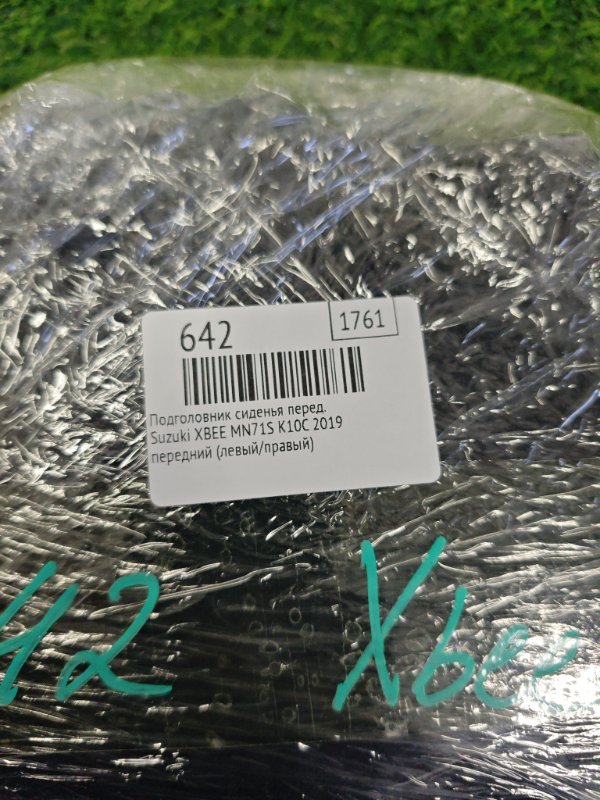 642
1761
Подголовник сиденья перед.
Suzuki XBEE MN71S K10C 2019
передний (левый/правый)
42 Xbee